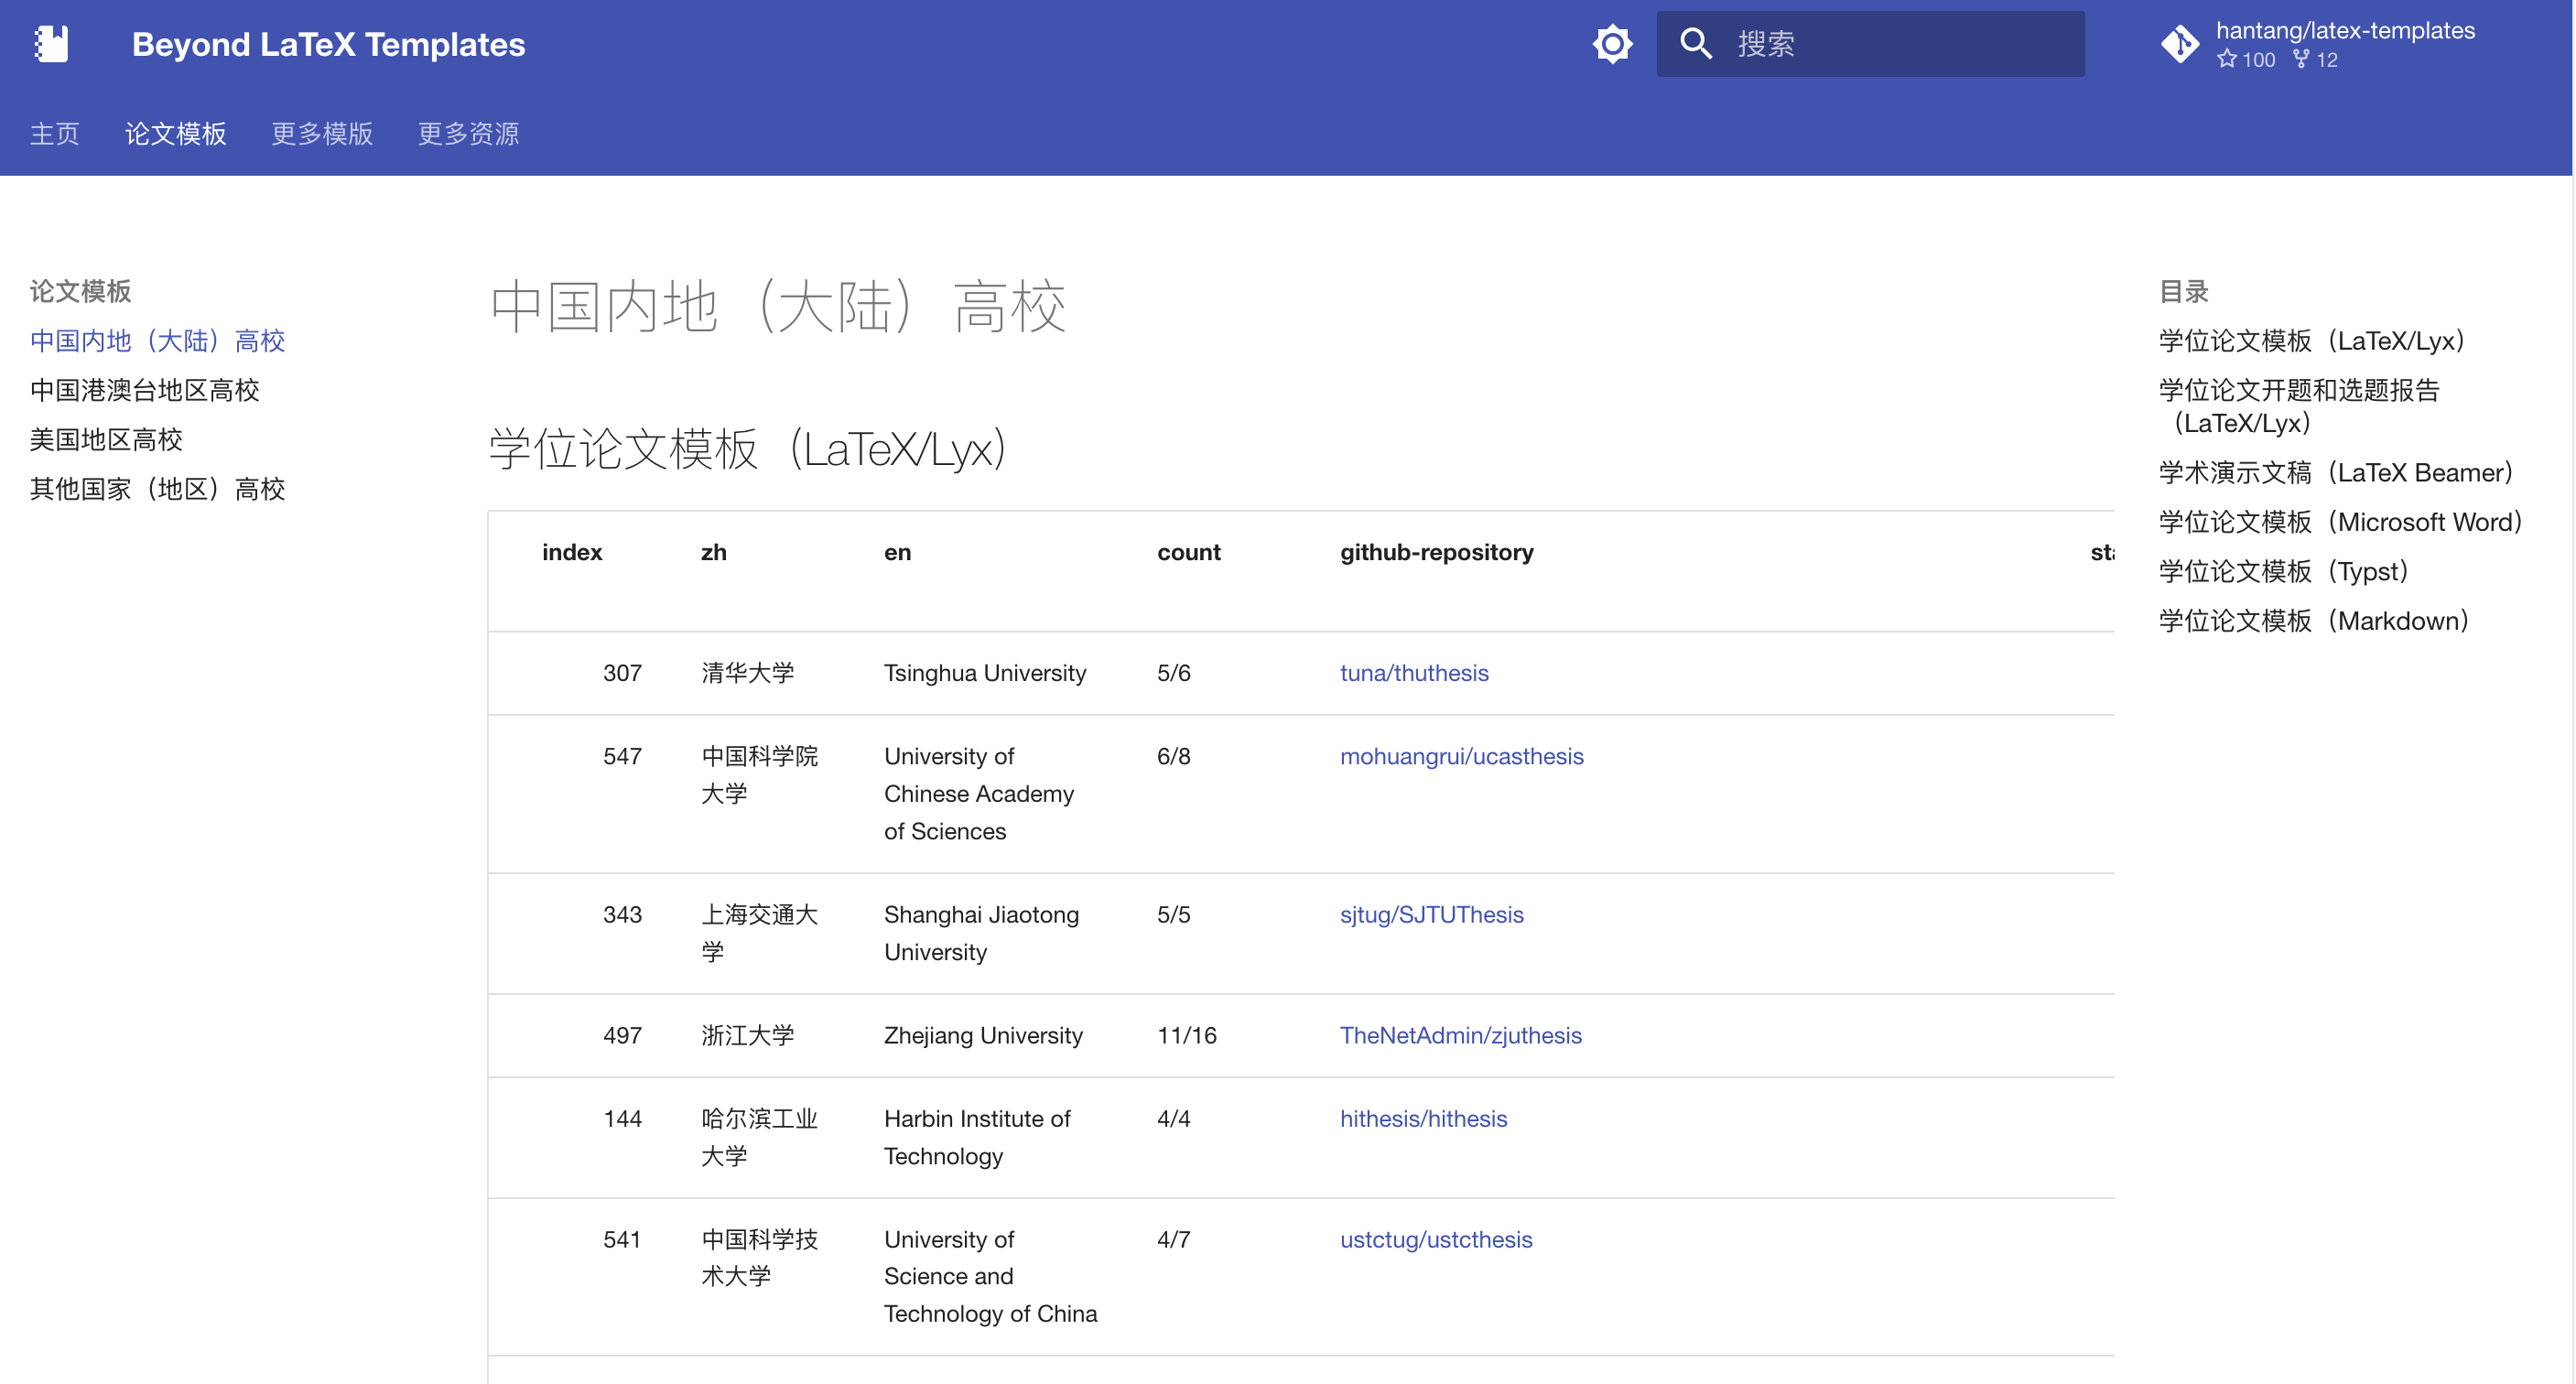 Beyond LaTeX Templates
搜索
hantang/latex-templates
100 12
主页 论文模板 更多模版 更多资源
论文模板
中国内地（大陆）高校
中国港澳台地区高校
美国地区高校
其他国家（地区）高校
中国内地（大陆）高校
学位论文模板（LaTeX/Lyx）
index zh en count github-repository
307 清华大学 Tsinghua University 5/6 tuna/thuthesis
547 中国科学院 University of 6/8 mohuangrui/ucasthesis
大学 Chinese Academy
of Sciences
343 上海交通大 Shanghai Jiaotong 5/5 sjtug/SJTUThesis
学 University
497 浙江大学 Zhejiang University 11/16 TheNetAdmin/zjuthesis
144 哈尔滨工业 Harbin Institute of 4/4 hithesis/hithesis
大学 Technology
541 中国科学技 University of 4/7 ustctug/ustcthesis
术大学 Science and
Technology of China
目录
学位论文模板（LaTeX/Lyx）
学位论文开题和选题报告
（LaTeX/Lyx）
学术演示文稿（LaTeX Beamer）
学位论文模板（Microsoft Word）
学位论文模板（Typst）
学位论文模板（Markdown）